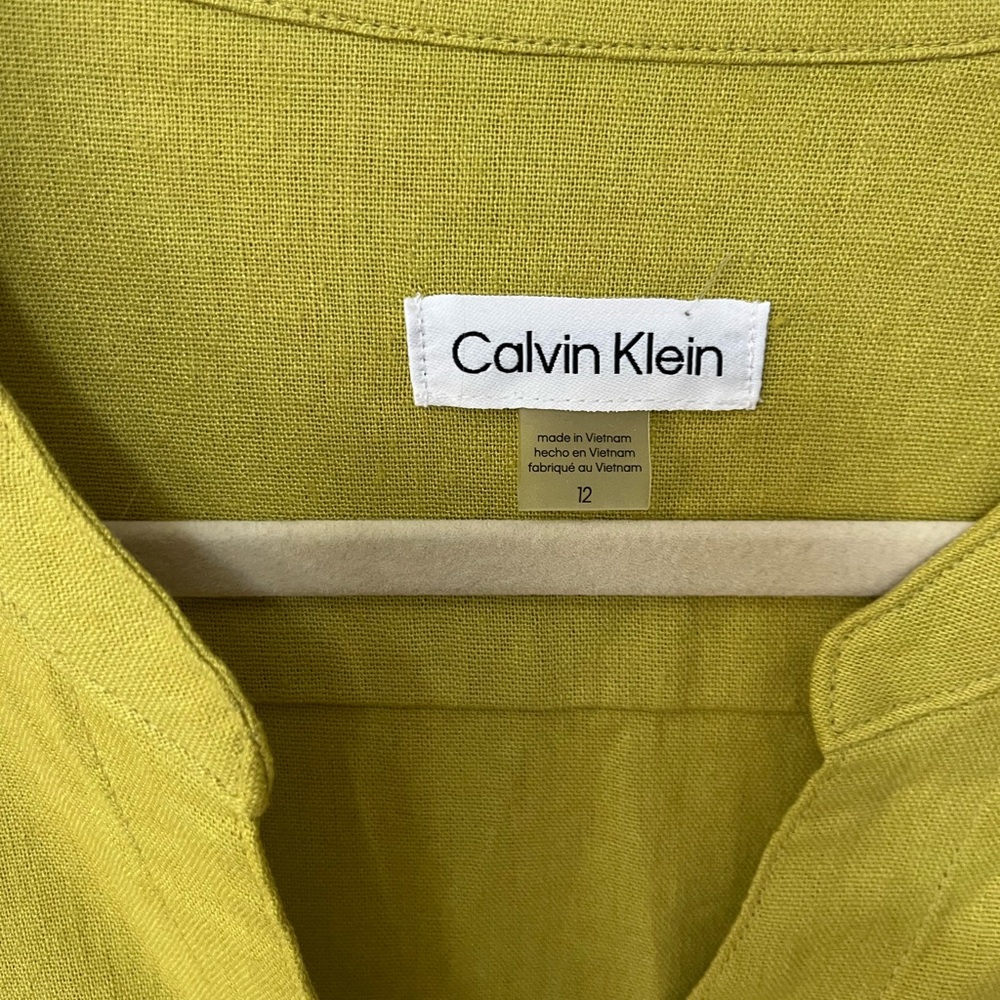 Calvin Klein
made in Vietnam
hecho en Vietnam
fabriqué au Vietnam
12